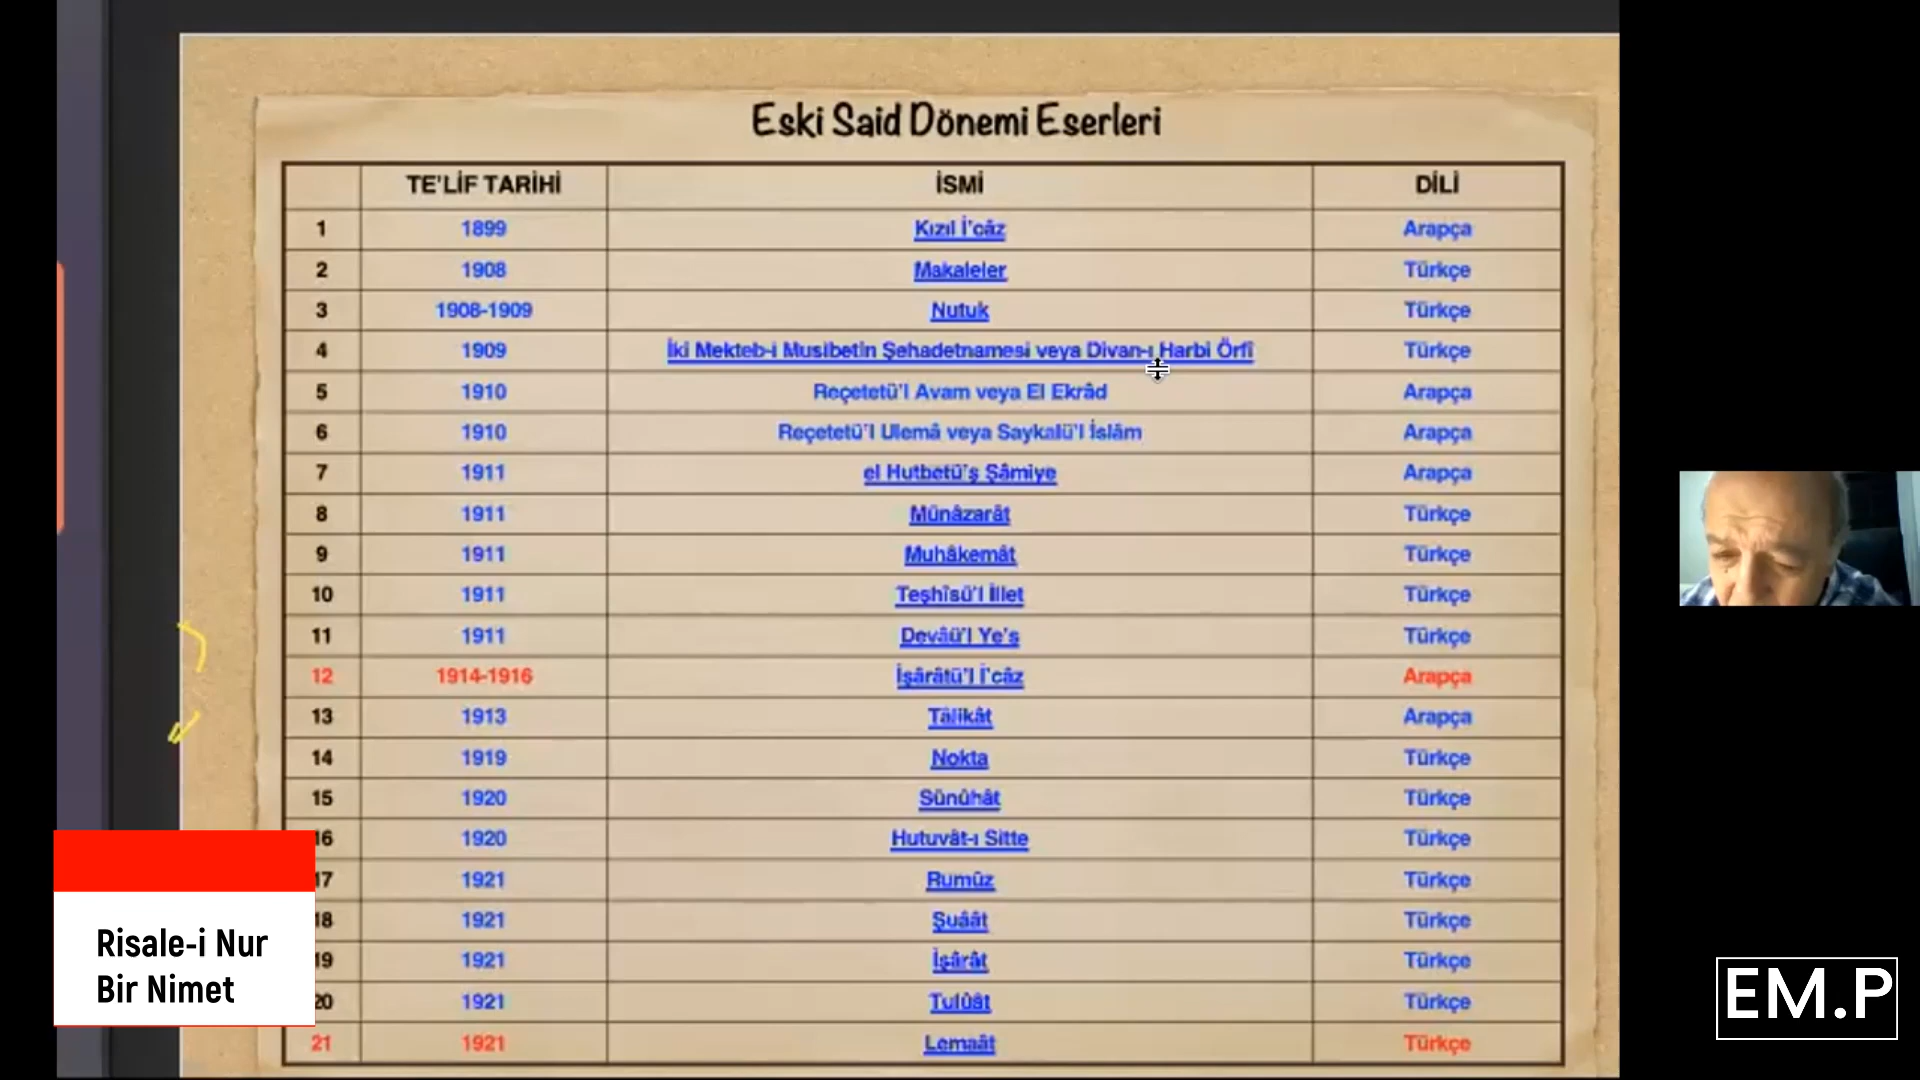 Eski Said Dönemi Eserleri
TE'LİF TARİHİ İSMİ DİLİ
1 1899 Kızıl İ'câz Arapça
2 1908 Makaleler Türkçe
3 1908-1909 Nutuk Türkçe
4 1909 İki Mekteb-i Musibetin Şehadetnamesi veya Divan-ı Harbi Örfî Türkçe
5 1910 Reçetetü'l Avam veya El Ekrâd Arapça
6 1910 Reçetetü'l Ulemâ veya Saykalü'l İslâm Arapça
7 1911 el Hutbetü'ş Şâmiye Arapça
8 1911 Münâzarât Türkçe
9 1911 Muhâkemât Türkçe
10 1911 Teşhîsü'l İllet Türkçe
11 1911 Devâü'l Ye's Türkçe
12 1914-1916 İşârâtü'l İ'câz Arapça
13 1913 Tâlikât Arapça
14 1919 Nokta Türkçe
15 1920 Sünûhât Türkçe
16 1920 Hutuvât-ı Sitte Türkçe
17 1921 Rumûz Türkçe
18 1921 Şuâât Türkçe
19 1921 İşârât Türkçe
20 1921 Tulûât Türkçe
21 1921 Lemaât Türkçe
Risale-i Nur
Bir Nimet
EM.P